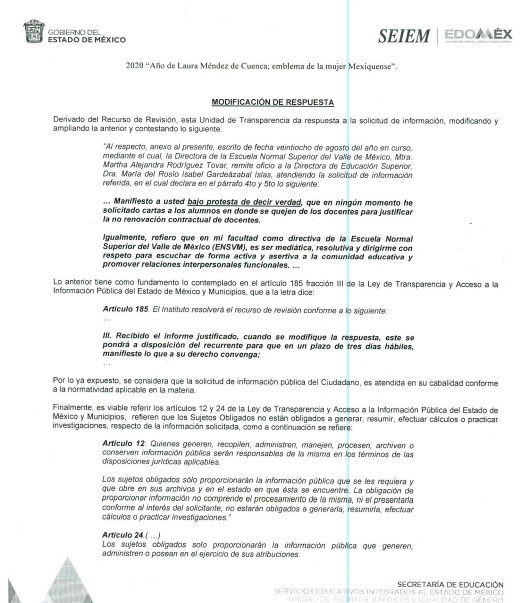 GOBIERNO DEL
ESTADO DE MÉXICO
SEIEM | EDOMÉX
2020 “Año de Laura Méndez de Cuenca; emblema de la mujer Mexiquense”.
MODIFICACIÓN DE RESPUESTA
Derivado del Recurso de Revisión, esta Unidad de Transparencia da respuesta a la solicitud de información, modificando y
ampliando la anterior y contestando lo siguiente:
“Al respecto, anexo al presente, escrito de fecha veintiocho de agosto del año en curso,
mediante el cual, la Directora de la Escuela Normal Superior del Valle de México, Mtra.
Martha Alejandra Rodríguez Tovar, remite oficio a la Directora de Educación Superior,
Dra. María del Rosío Isabel Gardeázabal Islas, atendiendo la solicitud de información
referida, en el cual declara en el párrafo 4to y 5to lo siguiente:
... Manifiesto a usted bajo protesta de decir verdad, que en ningún momento he
solicitado cartas a los alumnos en donde se quejen de los docentes para justificar
la no renovación contractual de docentes.
Igualmente, refiero que en mi facultad como directiva de la Escuela Normal
Superior del Valle de México (ENSVM), es ser mediática, resolutiva y dirigirme con
respeto para escuchar de forma activa y asertiva a la comunidad educativa y
promover relaciones interpersonales funcionales. ...
Lo anterior tiene como fundamento lo contemplado en el artículo 185 fracción III de la Ley de Transparencia y Acceso a la
Información Pública del Estado de México y Municipios, que a la letra dice:
Artículo 185. El Instituto resolverá el recurso de revisión conforme a lo siguiente:
...
III. Recibido el informe justificado, cuando se modifique la respuesta, este se
pondrá a disposición del recurrente para que en un plazo de tres días hábiles,
manifieste lo que a su derecho convenga;
...
Por lo ya expuesto, se considera que la solicitud de información pública del Ciudadano, es atendida en su cabalidad conforme
a la normatividad aplicable en la materia.
Finalmente, es viable referir los artículos 12 y 24 de la Ley de Transparencia y Acceso a la Información Pública del Estado de
México y Municipios, refieren que los Sujetos Obligados no están obligados a generar, resumir, efectuar cálculos o practicar
investigaciones, respecto de la información solicitada, como a continuación se refiere:
Artículo 12. Quienes generen, recopilen, administren, manejen, procesen, archiven o
conserven información pública serán responsables de la misma en los términos de las
disposiciones jurídicas aplicables.
Los sujetos obligados sólo proporcionarán la información pública que se les requiera y
que obre en sus archivos y en el estado en que ésta se encuentre. La obligación de
proporcionar información no comprende el procesamiento de la misma, ni el presentarla
conforme al interés del solicitante; no estarán obligados a generarla, resumirla, efectuar
cálculos o practicar investigaciones.”
Artículo 24.( ...)
Los sujetos obligados solo proporcionarán la información pública que generen,
administren o posean en el ejercicio de sus atribuciones.
SECRETARÍA DE EDUCACIÓN
SERVICIOS EDUCATIVOS INTEGRADOS AL ESTADO DE MÉXICO
UNIDAD DE ASUNTOS JURÍDICOS E IGUALDAD DE GÉNERO